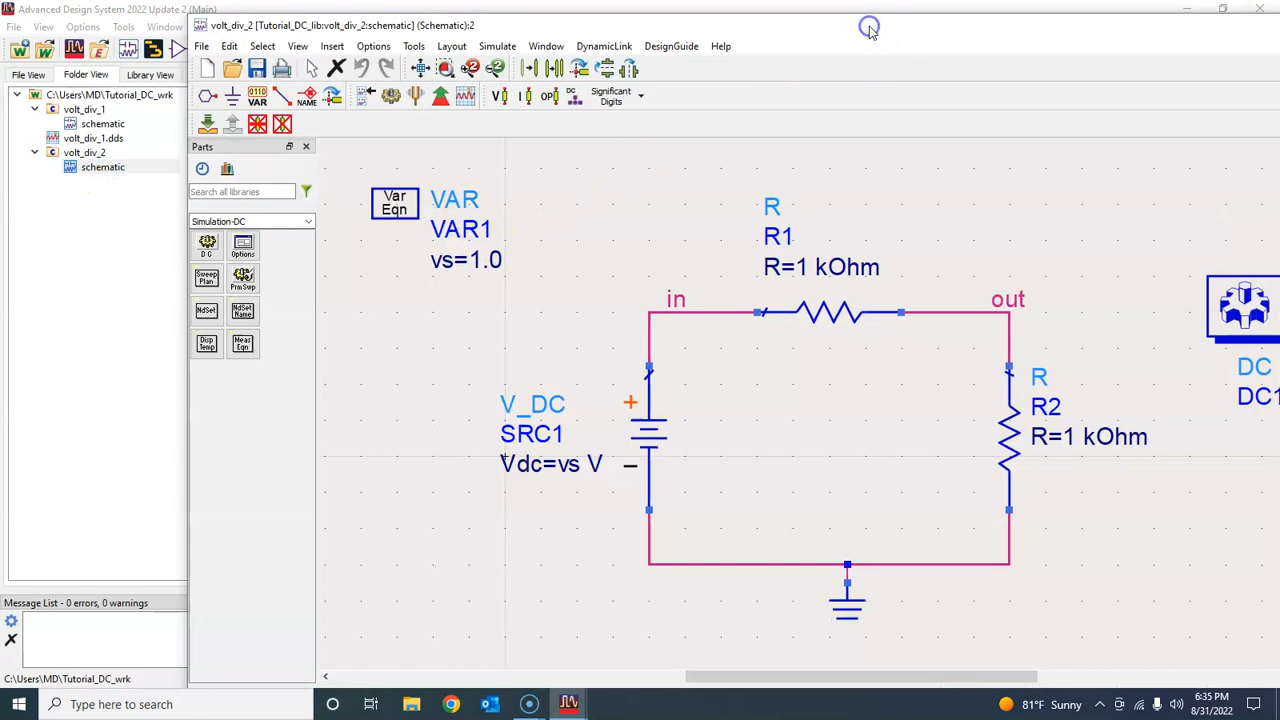 Advanced Design System 2022 Update 2 (Main)
File View Options Tools
File View Folder View Library View
C:\Users\MD\Tutorial_DC_wrk
volt_div_1
schematic
volt_div_1.dds
volt_div_2
schematic
Message List - 0 errors, 0 warnings
C:\Users\MD\Tutorial_DC_wrk
volt_div_2 [Tutorial_DC_lib:volt_div_2:schematic] (Schematic):2
File Edit Select View Insert Options Tools Layout Simulate Window DynamicLink DesignGuide Help
0110
VAR
NAME
V I OP DC
Significant
Digits
Parts
Search all libraries
Simulation-DC
D C
Options
Sweep
Plan
Prm Swp
NdSet
NdSet
Name
Disp
Temp
Meas
Eqn
Var
Eqn
VAR
VAR1
vs=1.0
R
R1
R=1 kOhm
in
out
V_DC
SRC1
Vdc=vs V
+
–
R
R2
R=1 kOhm
DC
DC1
Type here to search
81°F Sunny
6:35 PM
8/31/2022